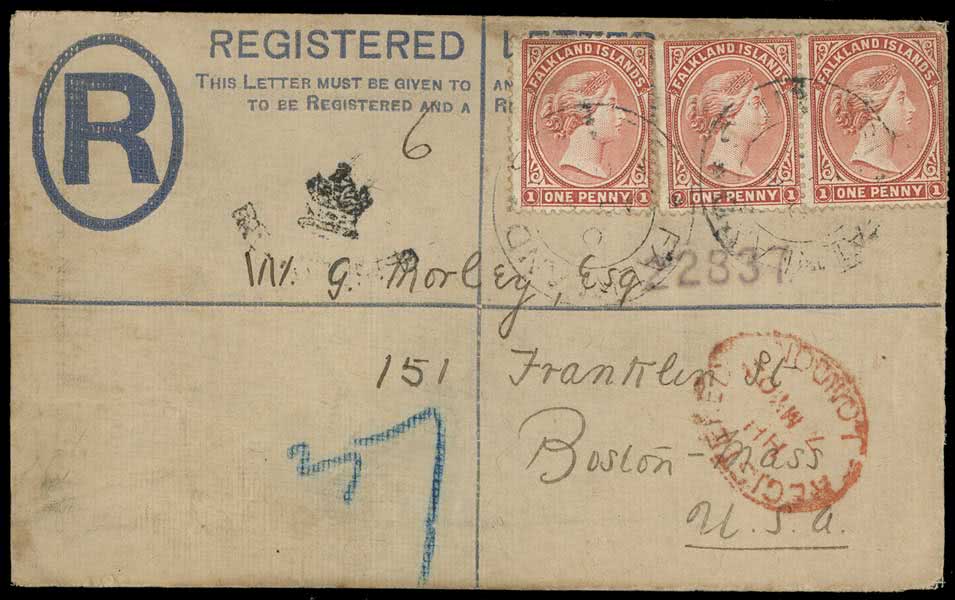 R
REGISTERED
THIS LETTER MUST BE GIVEN TO
TO BE REGISTERED AND A
FALKLAND ISLANDS
1 ONE PENNY 1
FALKLAND ISLANDS
1 ONE PENNY 1
FALKLAND ISLANDS
1 ONE PENNY 1
6
W. G. Morley, Esq
22837
151 Franklin St
Boston - Mass
U.S.A.
REGISTERED
LONDON